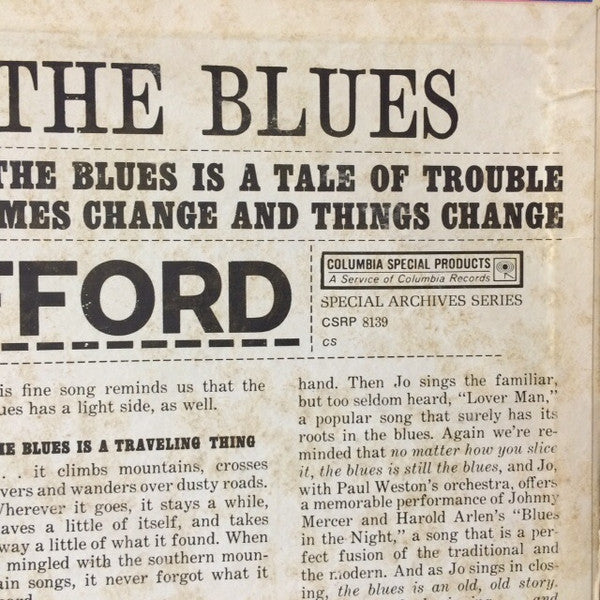 THE BLUES
THE BLUES IS A TALE OF TROUBLE
MES CHANGE AND THINGS CHANGE
FFORD
COLUMBIA SPECIAL PRODUCTS
A Service of Columbia Records
SPECIAL ARCHIVES SERIES
CSRP 8139
CS
is fine song reminds us that the
ues has a light side, as well.
HE BLUES IS A TRAVELING THING
. . it climbs mountains, crosses
vers and wanders over dusty roads.
Wherever it goes, it stays a while,
aves a little of itself, and takes
way a little of what it found. When
mingled with the southern moun-
ain songs, it never forgot what it
hand. Then Jo sings the familiar,
but too seldom heard, “Lover Man,”
a popular song that surely has its
roots in the blues. Again we're re-
minded that no matter how you slice
it, the blues is still the blues, and Jo,
with Paul Weston's orchestra, offers
a memorable performance of Johnny
Mercer and Harold Arlen's “Blues
in the Night,” a song that is a per-
fect fusion of the traditional and
the modern. And as Jo sings in clos-
ing, the blues is an old, old story.